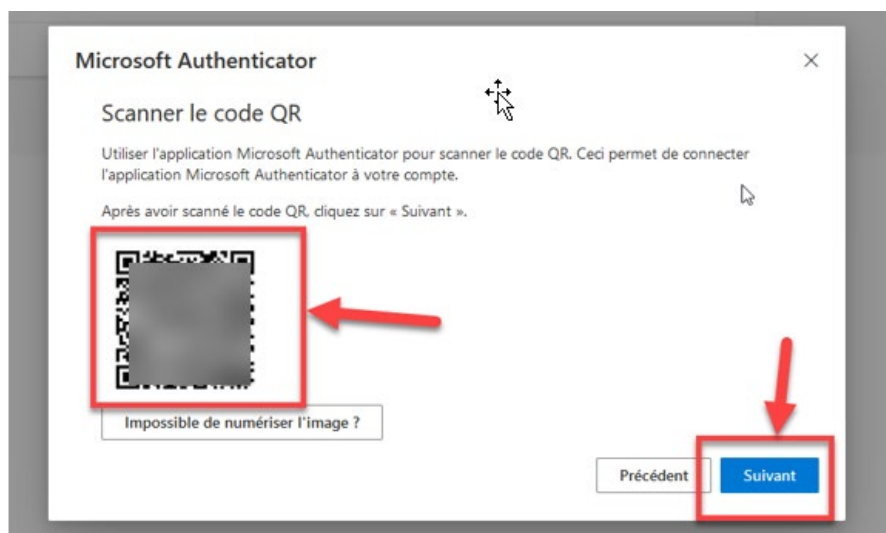 Microsoft Authenticator
Scanner le code QR
Utiliser l'application Microsoft Authenticator pour scanner le code QR. Ceci permet de connecter
l'application Microsoft Authenticator à votre compte.
Après avoir scanné le code QR, cliquez sur « Suivant ».
Impossible de numériser l'image ?
Précédent
Suivant